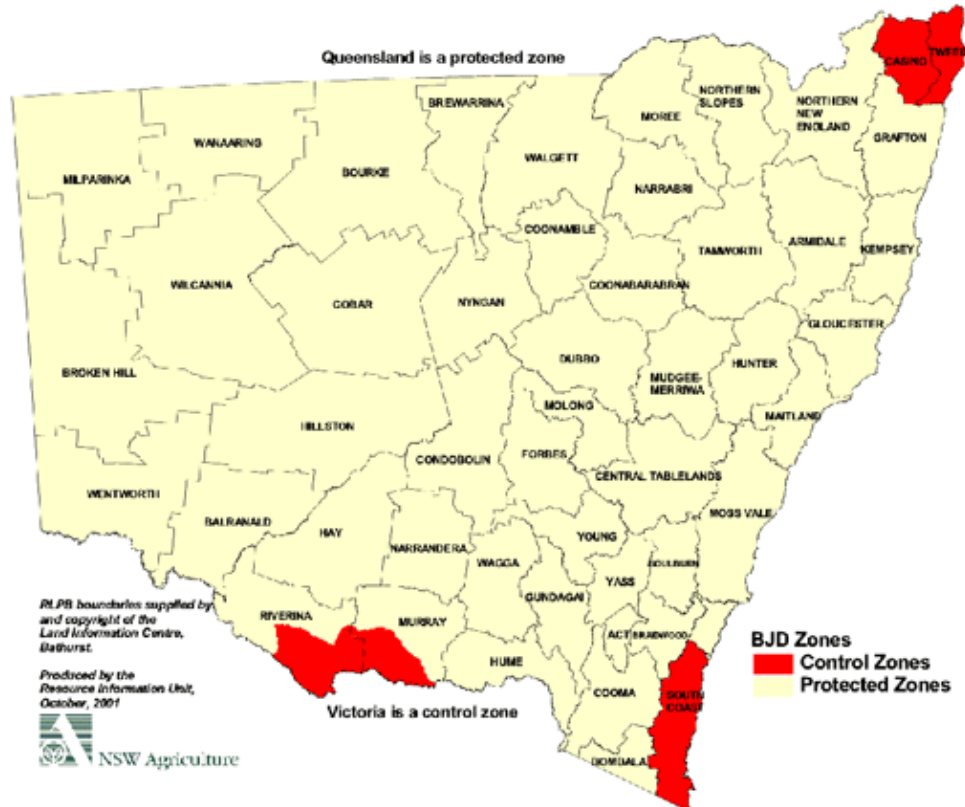 Queensland is a protected zone
CASINO
TWEED
BREWARRINA
NORTHERN
SLOPES
NORTHERN
NEW
ENGLAND
MOREE
WANAARING
WALGETT
GRAFTON
BOURKE
MILPARINKA
NARRABRI
COONAMBLE
TAMWORTH
ARMIDALE
KEMPSEY
WILCANNIA
COBAR
NYNGAN
COONABARABRAN
GLOUCESTER
DUBBO
HUNTER
BROKEN HILL
MUDGEE-
MERRIWA
MOLONG
MAITLAND
HILLSTON
CONDOBOLIN
FORBES
CENTRAL TABLELANDS
WENTWORTH
MOSS VALE
BALRANALD
HAY
YOUNG
NARRANDERA
WAGGA
GOULBURN
YASS
GUNDAGAI
RIVERINA
MURRAY
ACT
BRAIDWOOD
HUME
COOMA
SOUTH
COAST
BOMBALA
RLPB boundaries supplied by
and copyright of the
Land Information Centre,
Bathurst.
Produced by the
Resource Information Unit,
October, 2001
NSW Agriculture
Victoria is a control zone
BJD Zones
Control Zones
Protected Zones